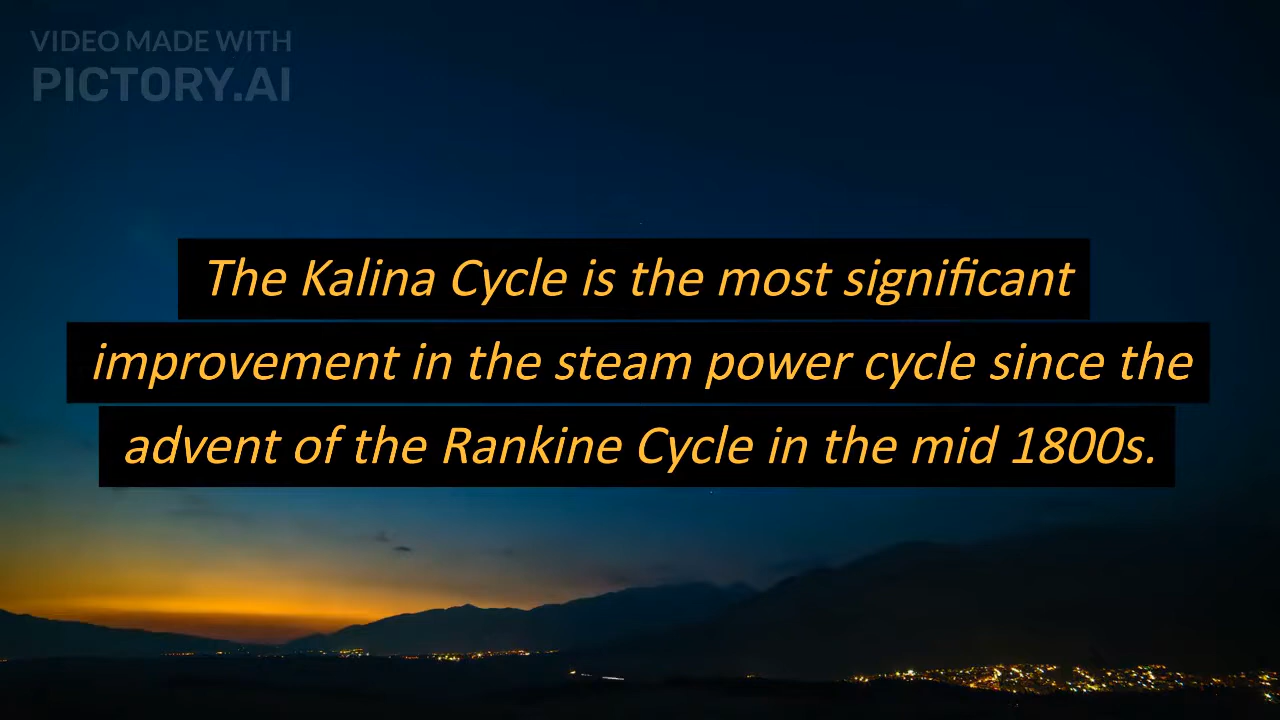 VIDEO MADE WITH
PICTORY.AI
The Kalina Cycle is the most significant
improvement in the steam power cycle since the
advent of the Rankine Cycle in the mid 1800s.